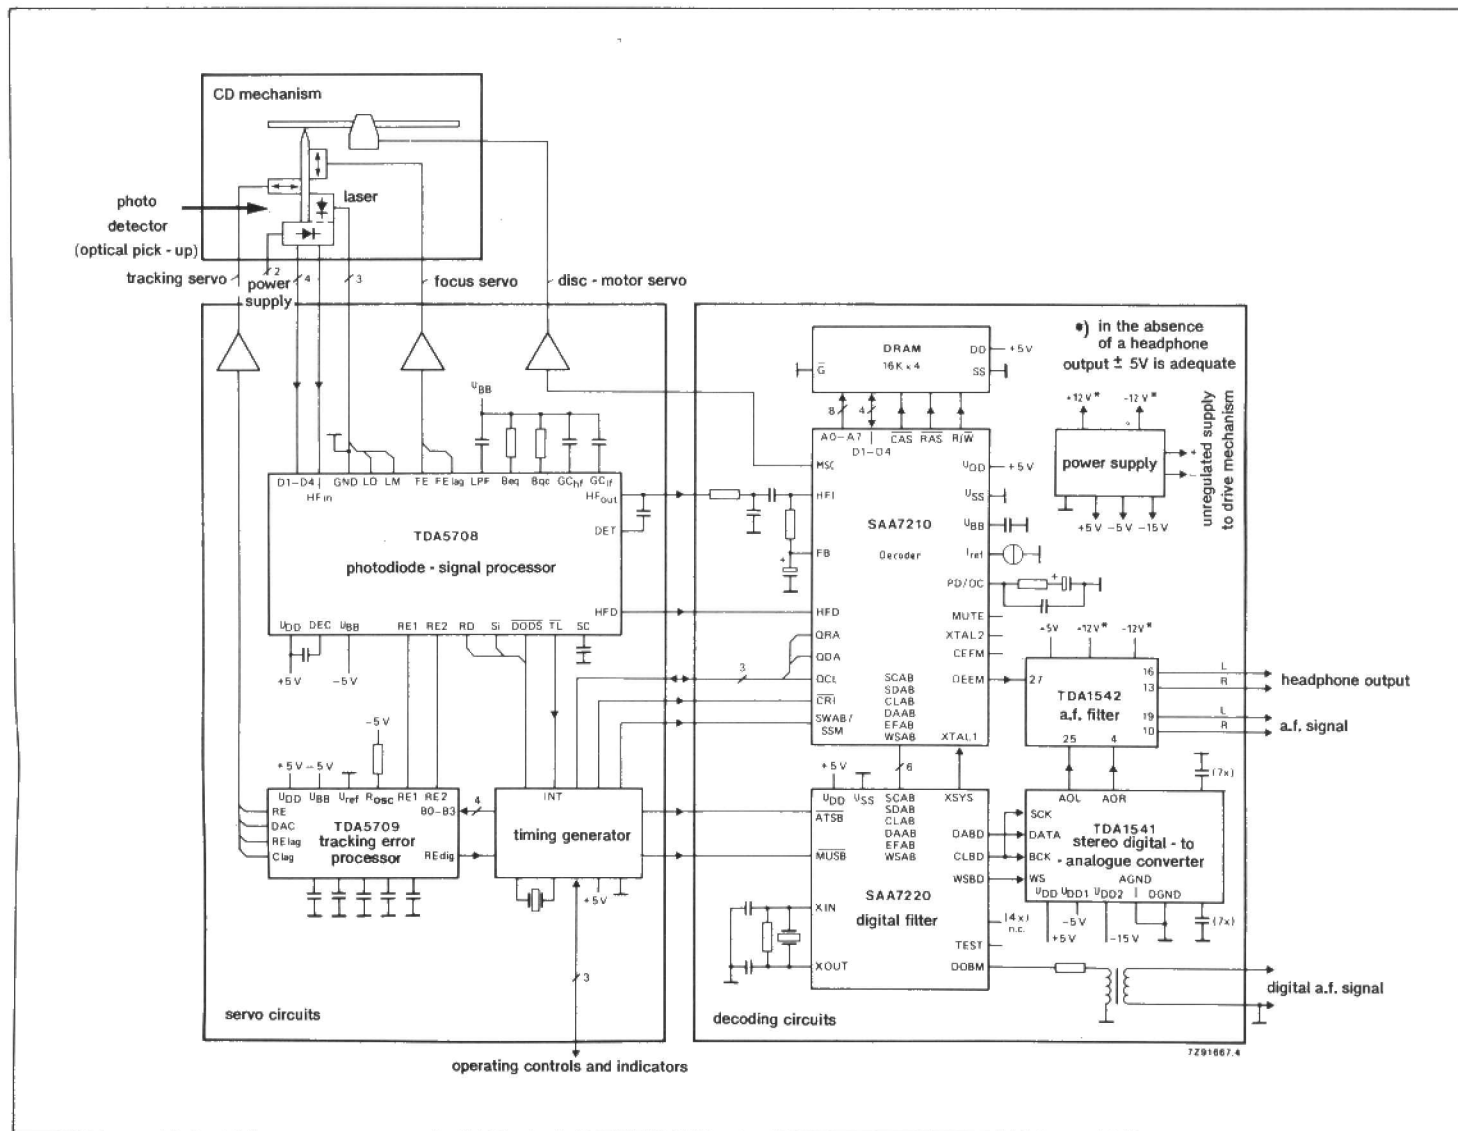 CD mechanism
photo
detector
(optical pick - up)
laser
tracking servo
2
power
supply
4
3
focus servo
disc - motor servo
U̲BB
D1-D4
HFin
GND
LO
LM
FE
FElag
LPF
Beq
Bqc
GChf
GClf
HFout
DET
TDA5708
photodiode - signal processor
HFD
UDD
DEC
UBB
RE1
RE2
RD
Si
DODS
TL
SC
+5V
-5V
-5V
+5V
-5V
UDD
UBB
Uref
Rosc
RE1
RE2
B0-B3
RE
DAC
RElag
Clag
TDA5709
tracking error
processor
REdig
4
INT
timing generator
+5V
3
servo circuits
operating controls and indicators
DRAM
16K x 4
G
DD
+5V
SS
8
4
A0-A7
D1-D4
CAS
RAS
R/W
MSC
HFI
FB
HFD
QRA
QDA
QCL
CRI
SWAB/
SSM
SAA7210
Decoder
UDD
+5V
USS
UBB
Iref
PD/OC
MUTE
XTAL2
CEFM
DEEM
XTAL1
SCAB
SDAB
CLAB
DAAB
EFAB
WSAB
3
6
*) in the absence
of a headphone
output ± 5V is adequate
+12V*
-12V*
power supply
+
-
+5V
-5V
-15V
unregulated supply
to drive mechanism
+5V
-12V*
-12V*
27
TDA1542
a.f. filter
16
13
19
10
25
4
L
R
L
R
headphone output
a.f. signal
+5V
UDD
USS
SCAB
SDAB
CLAB
DAAB
EFAB
WSAB
XSYS
ATSB
MUSB
DABD
CLBD
WSBD
SAA7220
digital filter
XIN
XOUT
(4x)
n.c.
TEST
DOBM
AOL
AOR
SCK
DATA
BCK
WS
TDA1541
stereo digital - to
- analogue converter
AGND
UDD
UDD1
UDD2
DGND
-5V
+5V
-15V
(7x)
(7x)
digital a.f. signal
decoding circuits
7Z91667.4